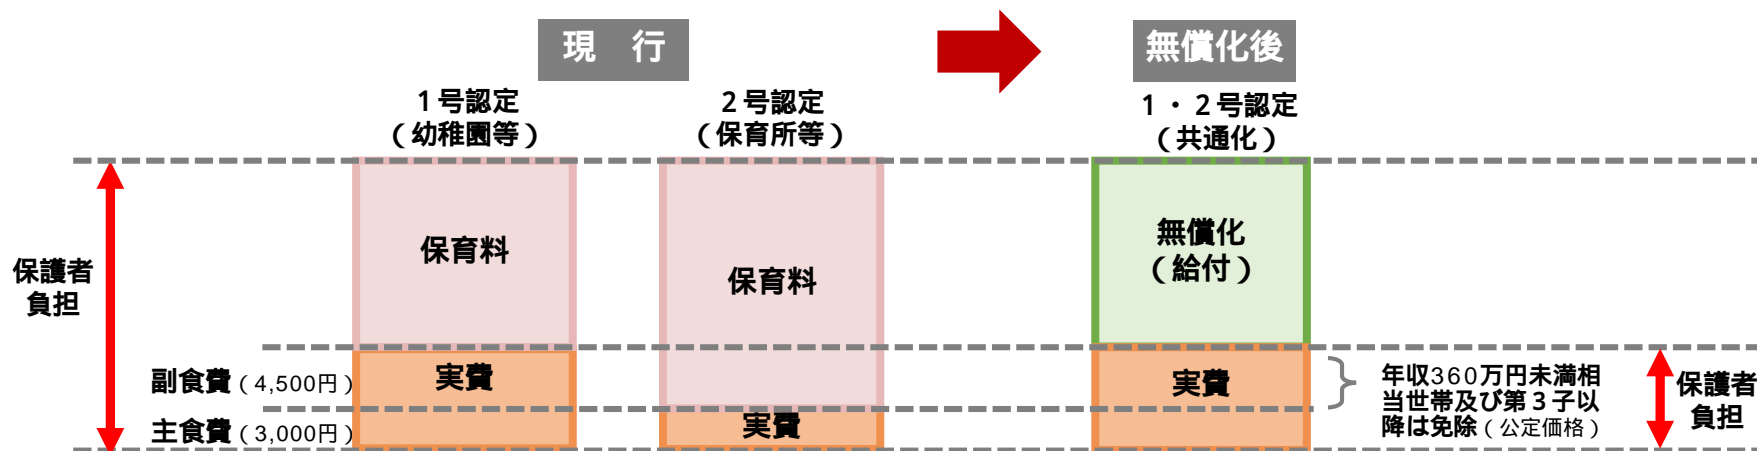 現　行
無償化後
１号認定
（幼稚園等）
２号認定
（保育所等）
１・２号認定
（共通化）
保護者
負担
保育料
保育料
無償化
（給付）
副食費（4,500円）
実費
実費
年収360万円未満相
当世帯及び第３子以
降は免除（公定価格）
保護者
負担
主食費（3,000円）
実費